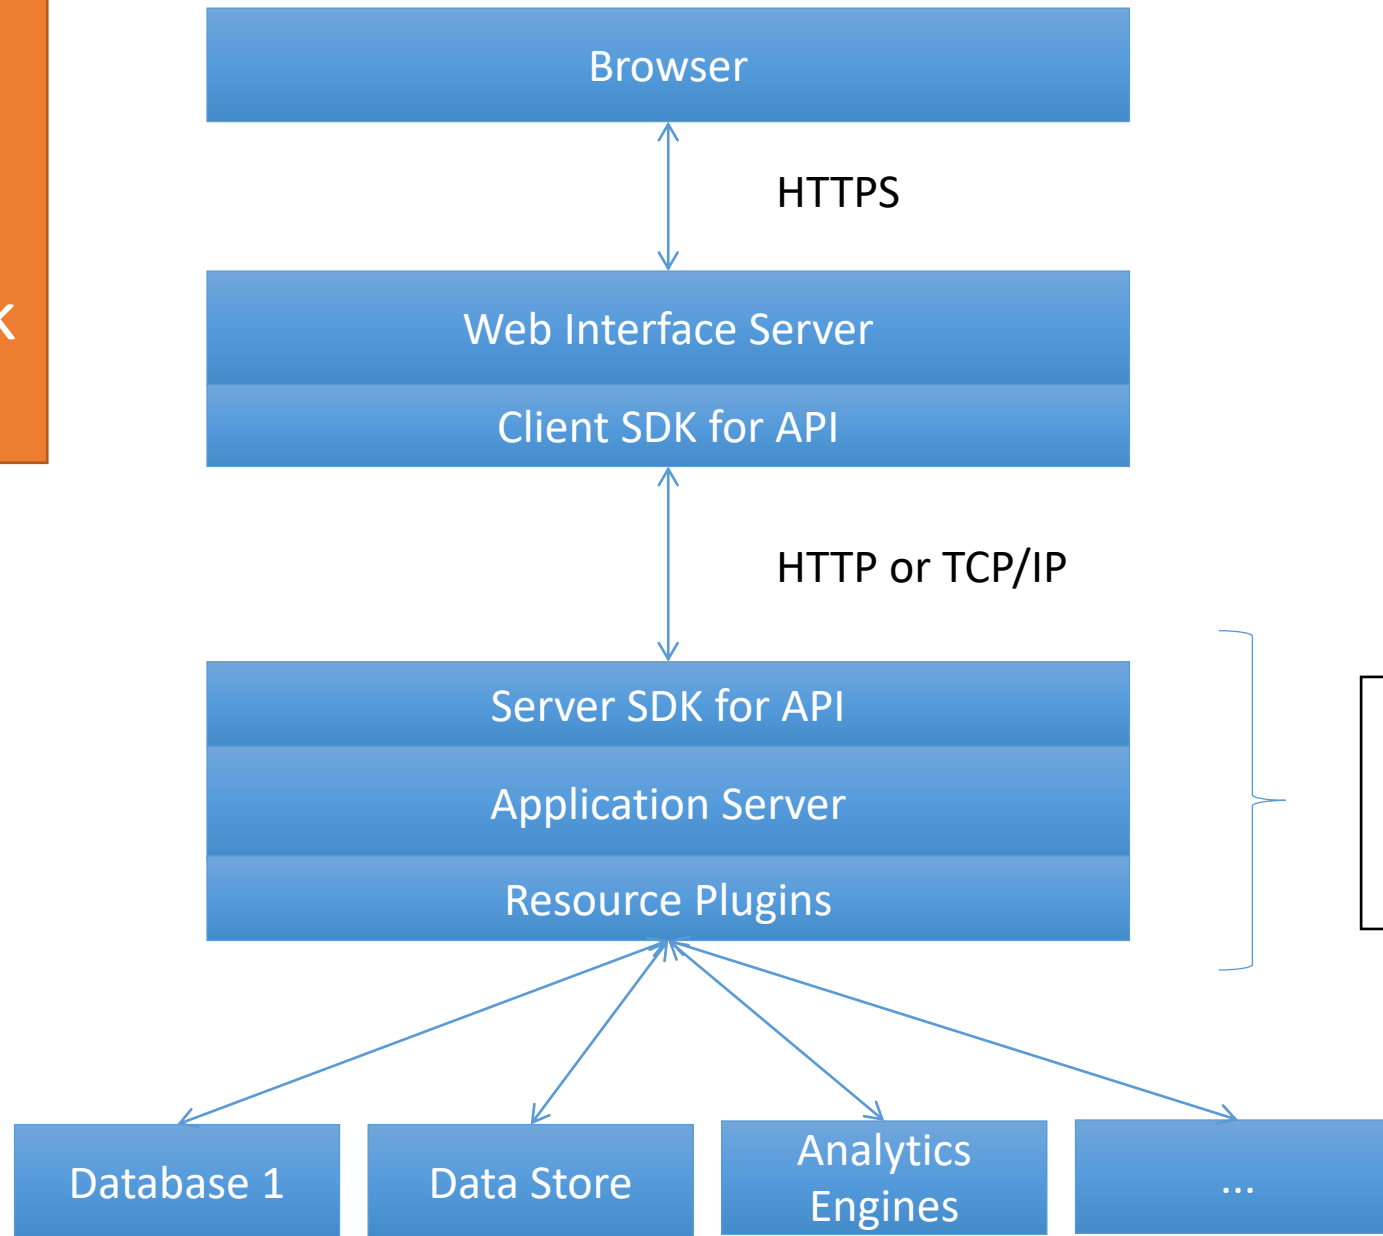 Browser
HTTPS
k
Web Interface Server
Client SDK for API
HTTP or TCP/IP
Server SDK for API
Application Server
Resource Plugins
Database 1
Data Store
Analytics
Engines
...